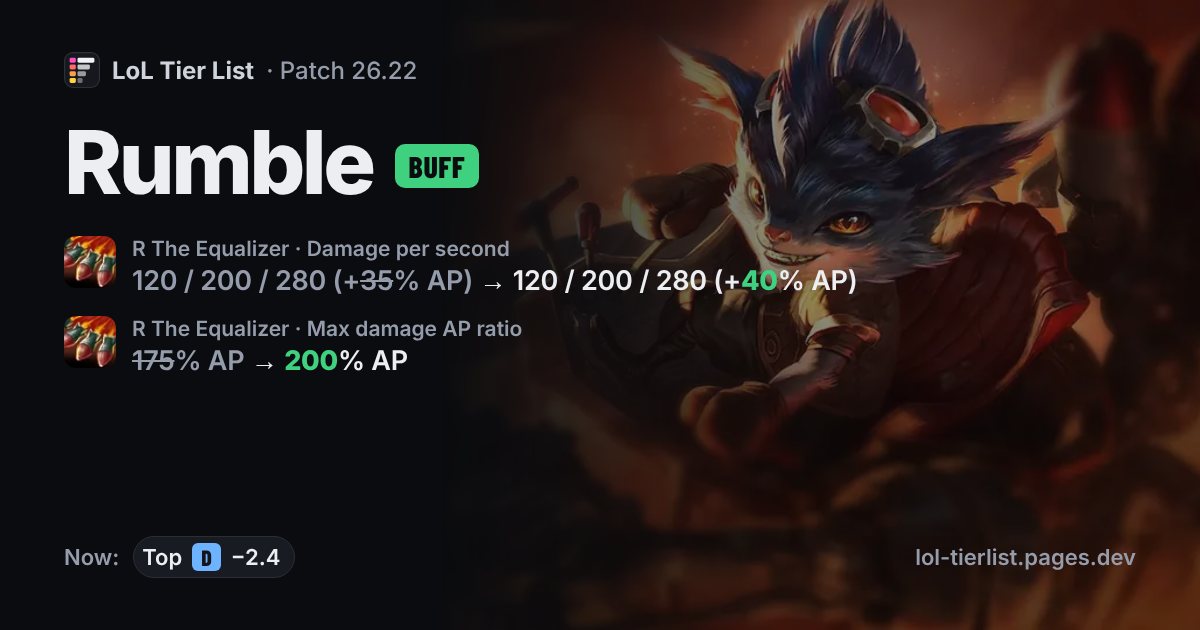 LoL Tier List · Patch 26.22
Rumble BUFF
R The Equalizer · Damage per second
120 / 200 / 280 (+35% AP) → 120 / 200 / 280 (+40% AP)
R The Equalizer · Max damage AP ratio
175% AP → 200% AP
Now: Top D −2.4
lol-tierlist.pages.dev